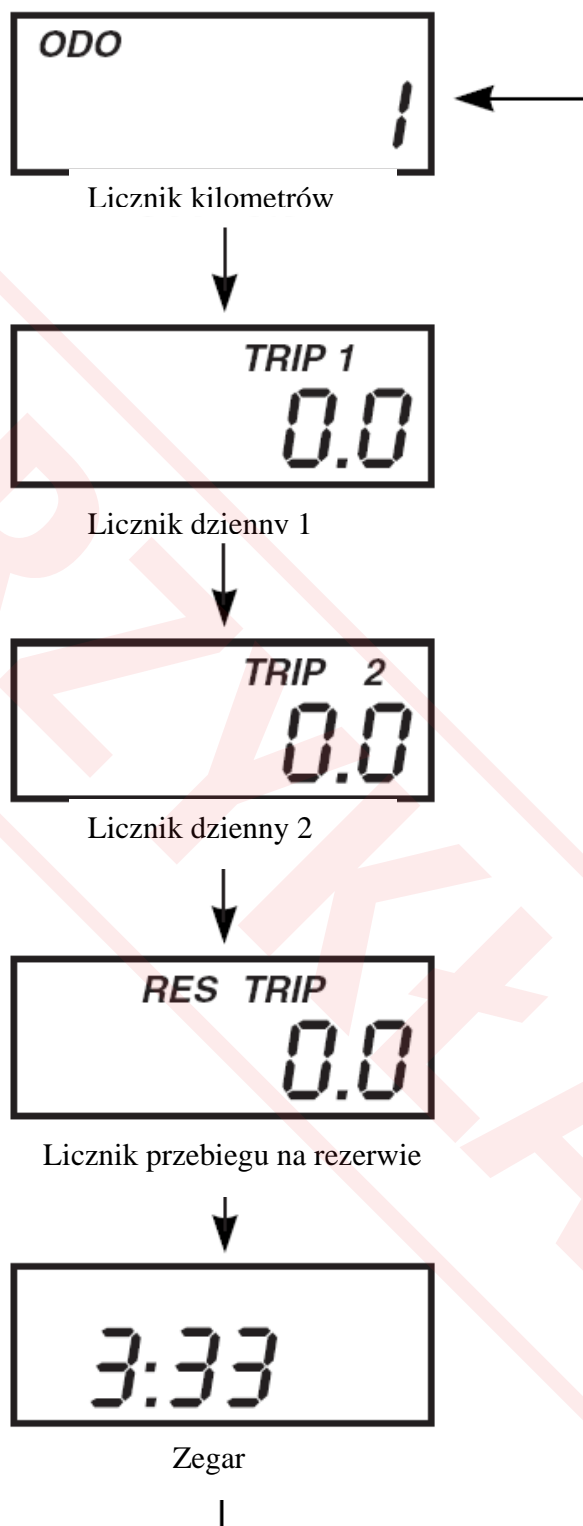 ODO
1
Licznik kilometrów
TRIP 1
0.0
Licznik dzienny 1
TRIP 2
0.0
Licznik dzienny 2
RES TRIP
0.0
Licznik przebiegu na rezerwie
3:33
Zegar